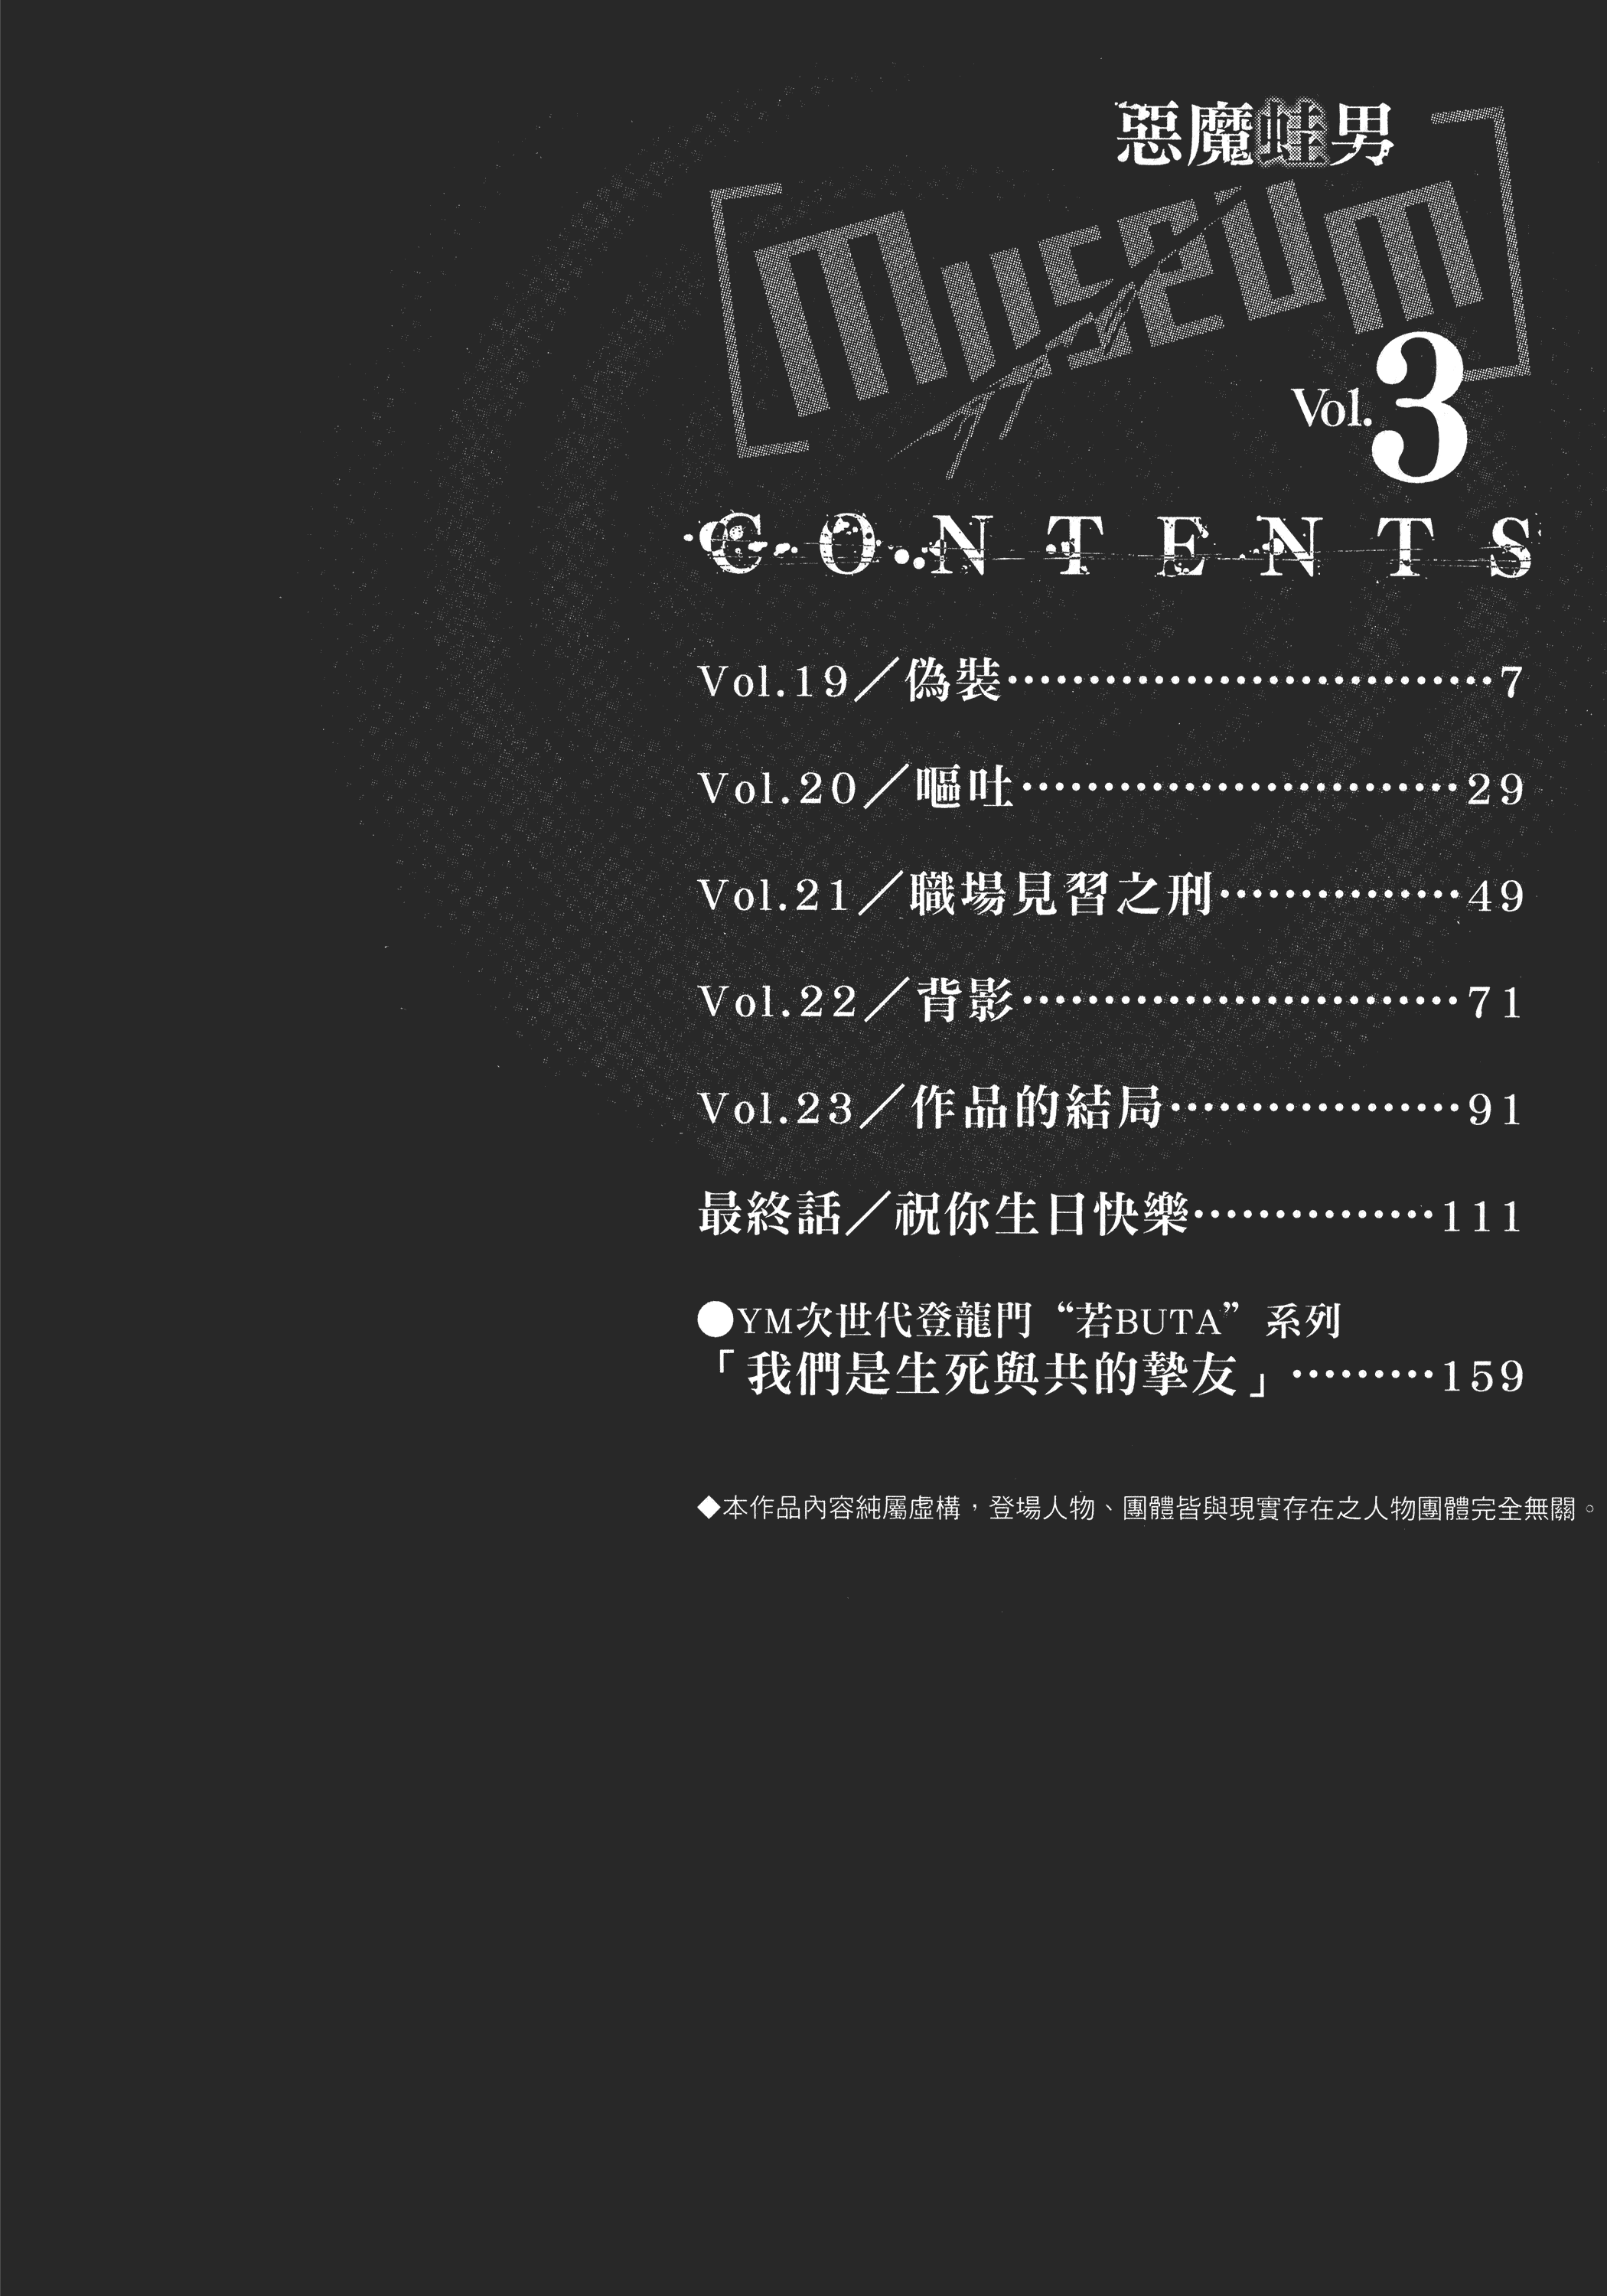 惡魔蛙男
MUSEUM
Vol.3
CONTENTS
Vol.19／偽裝……………………………7
Vol.20／嘔吐…………………………29
Vol.21／職場見習之刑……………49
Vol.22／背影…………………………71
Vol.23／作品的結局………………91
最終話／祝你生日快樂……………111
●YM次世代登龍門“若BUTA”系列
「我們是生死與共的摯友」………159
◆本作品內容純屬虛構，登場人物、團體皆與現實存在之人物團體完全無關。